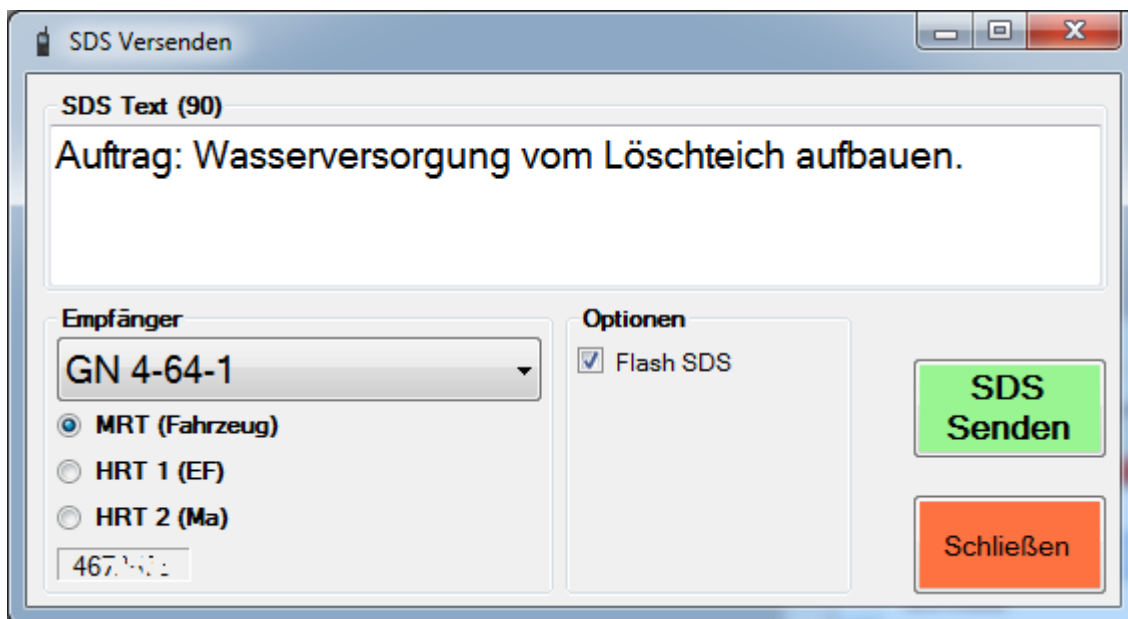 SDS Versenden
SDS Text (90)
Auftrag: Wasserversorgung vom Löschteich aufbauen.
Empfänger
GN 4-64-1
MRT (Fahrzeug)
HRT 1 (EF)
HRT 2 (Ma)
Optionen
Flash SDS
SDS
Senden
Schließen